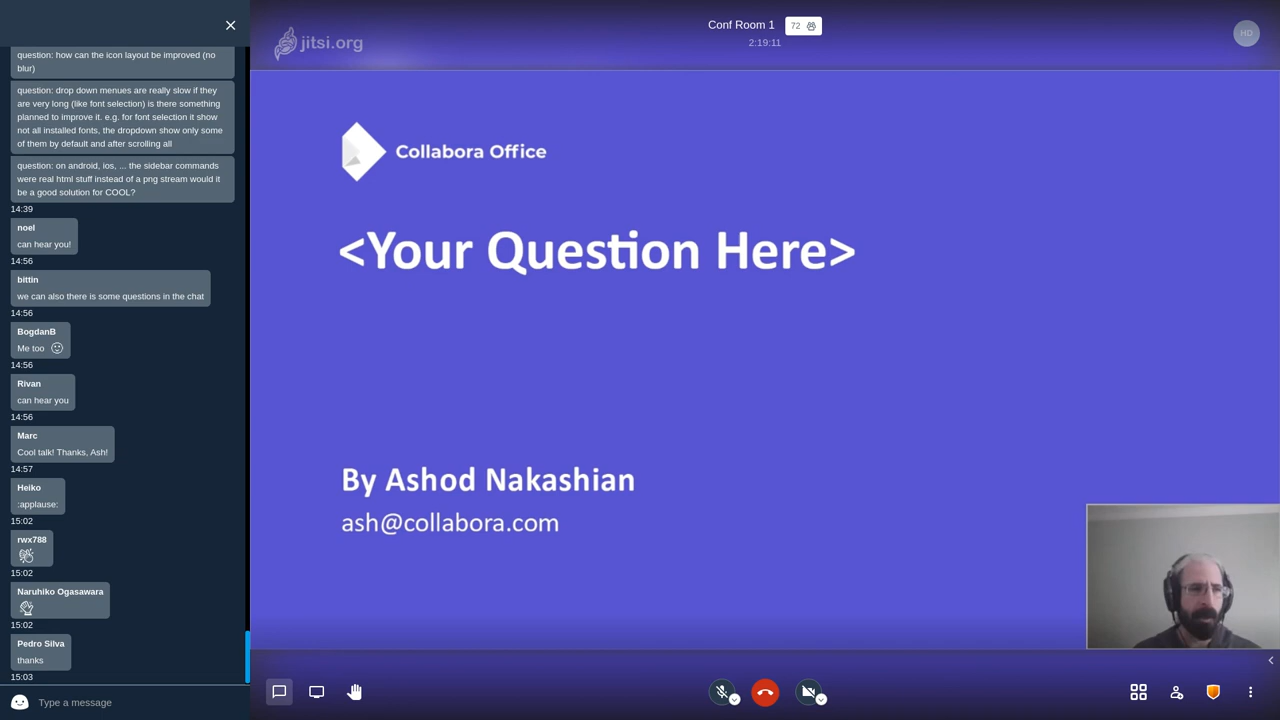 question: how can the icon layout be improved (no
blur)
question: drop down menues are really slow if they
are very long (like font selection) is there something
planned to improve it. e.g. for font selection it show
not all installed fonts, the dropdown show only some
of them by default and after scrolling all
question: on android, ios, ... the sidebar commands
were real html stuff instead of a png stream would it
be a good solution for COOL?
14:39
noel
can hear you!
14:56
bittin
we can also there is some questions in the chat
14:56
BogdanB
Me too
14:56
Rivan
can hear you
14:56
Marc
Cool talk! Thanks, Ash!
14:57
Heiko
:applause:
15:02
rwx788
15:02
Naruhiko Ogasawara
15:02
Pedro Silva
thanks
15:03
Type a message
jitsi.org
Conf Room 1
72
2:19:11
HD
Collabora Office
<Your Question Here>
By Ashod Nakashian
ash@collabora.com